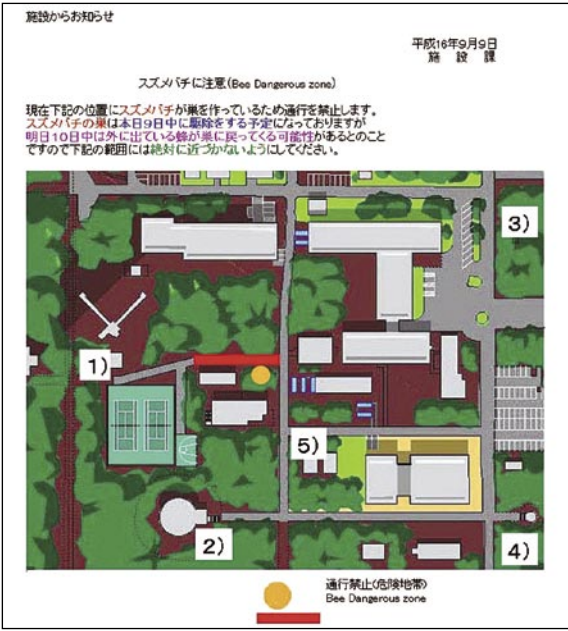 施設からお知らせ
平成16年9月9日
施　設　課
スズメバチに注意(Bee Dangerous zone)
現在下記の位置にスズメバチが巣を作っているため通行を禁止します。
スズメバチの巣は本日9日中に駆除をする予定になっておりますが
明日10日中は外に出ている蜂が巣に戻ってくる可能性があるとのこと
ですので下記の範囲には絶対に近づかないようにしてください。
3)
1)
5)
2)
4)
通行禁止(危険地帯)
Bee Dangerous zone